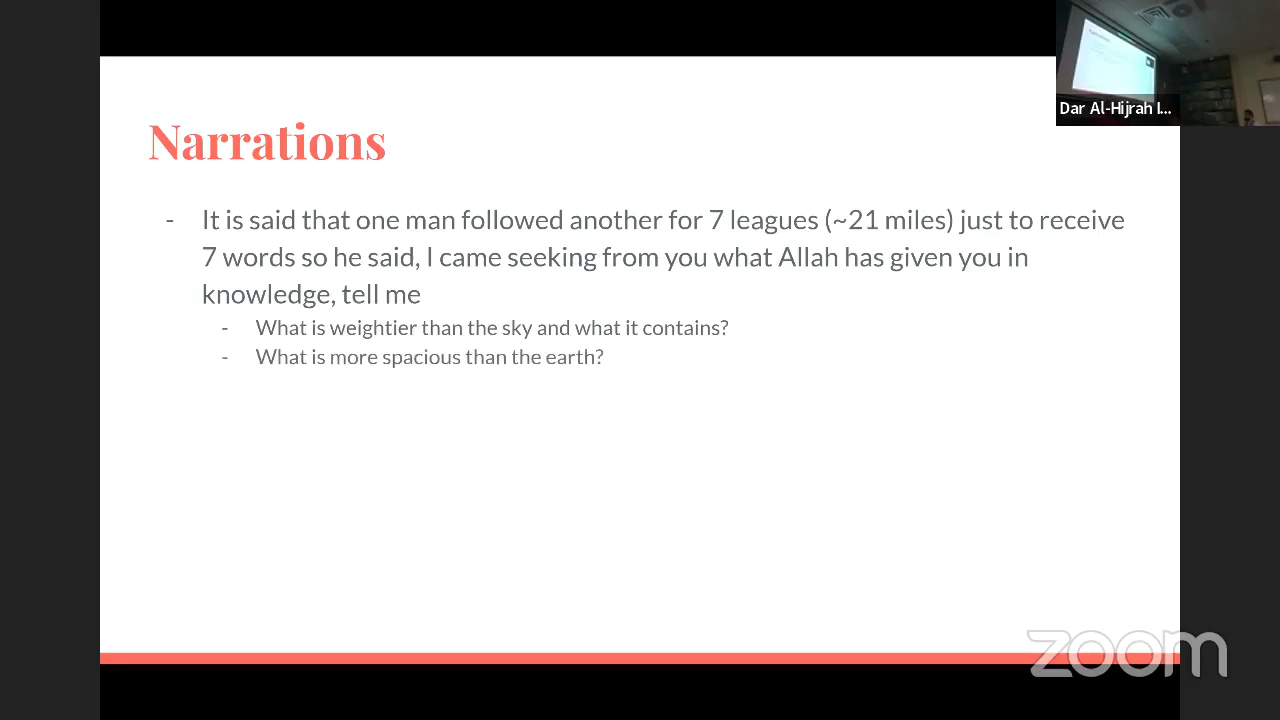 Narrations
- It is said that one man followed another for 7 leagues (~21 miles) just to receive
7 words so he said, I came seeking from you what Allah has given you in
knowledge, tell me
- What is weightier than the sky and what it contains?
- What is more spacious than the earth?
Dar Al-Hijrah I...
zoom